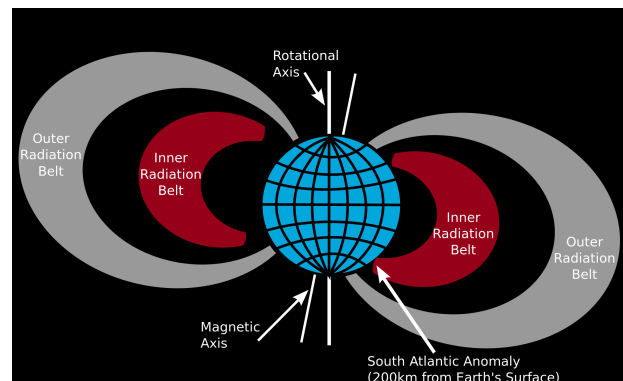 Rotational
Axis
Outer
Radiation
Belt
Inner
Radiation
Belt
Inner
Radiation
Belt
Outer
Radiation
Belt
Magnetic
Axis
South Atlantic Anomaly
(200km from Earth's Surface)